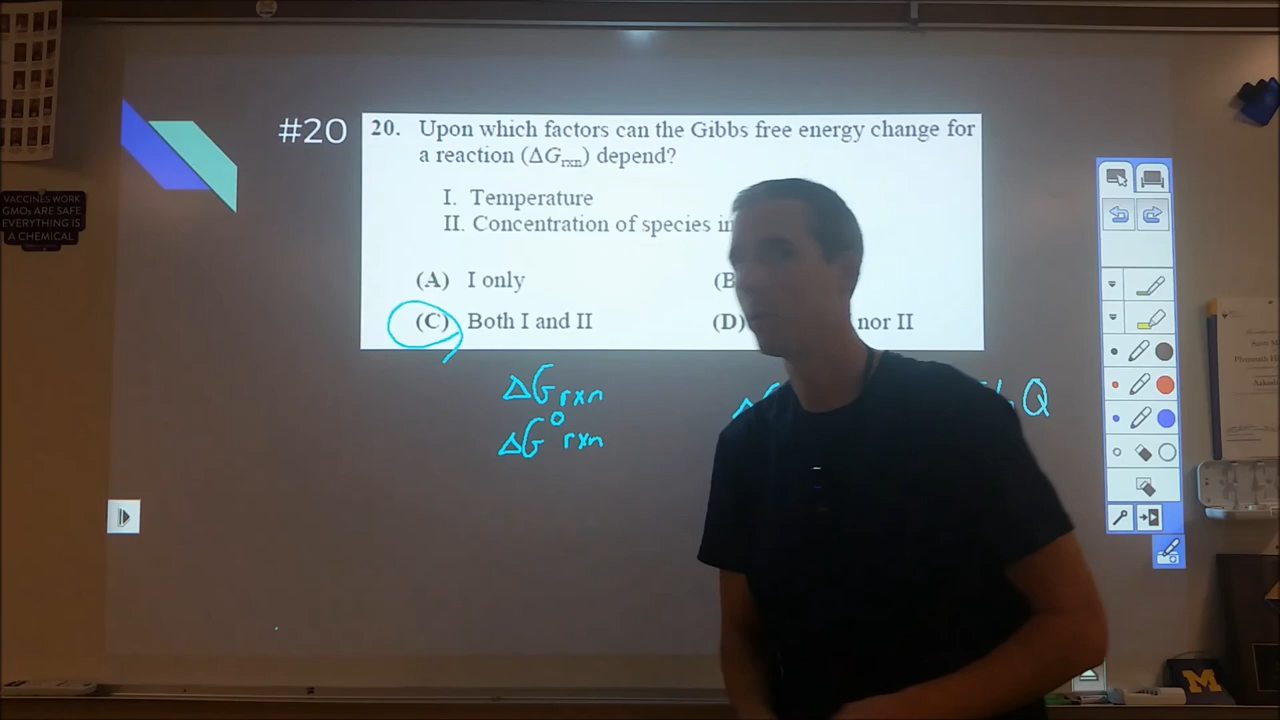 #20
20. Upon which factors can the Gibbs free energy change for
a reaction (ΔGrxn) depend?
I. Temperature
II. Concentration of species
(A) I only
(B
(C) Both I and II
(D) nor II
ΔGrxn
Q
ΔG°rxn
VACCINES WORK
GMOs ARE SAFE
EVERYTHING IS
A CHEMICAL
M